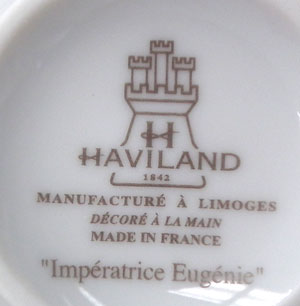 H
HAVILAND
1842
MANUFACTURÉ À LIMOGES
DÉCORÉ À LA MAIN
MADE IN FRANCE
"Impératrice Eugénie"